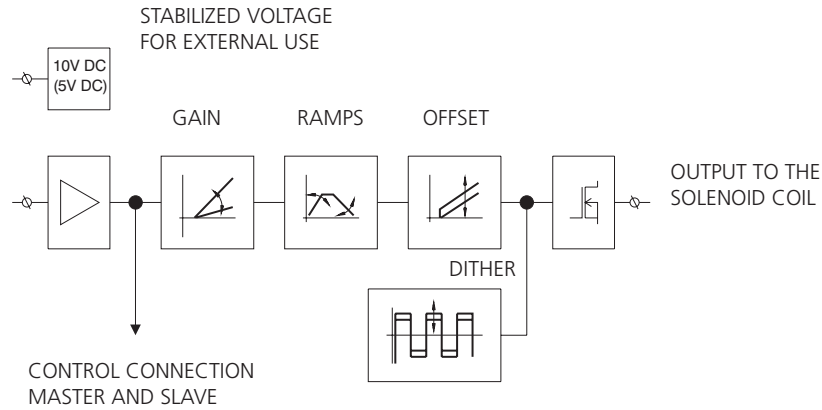 STABILIZED VOLTAGE
FOR EXTERNAL USE
10V DC
(5V DC)
GAIN
RAMPS
OFFSET
OUTPUT TO THE
SOLENOID COIL
DITHER
CONTROL CONNECTION
MASTER AND SLAVE